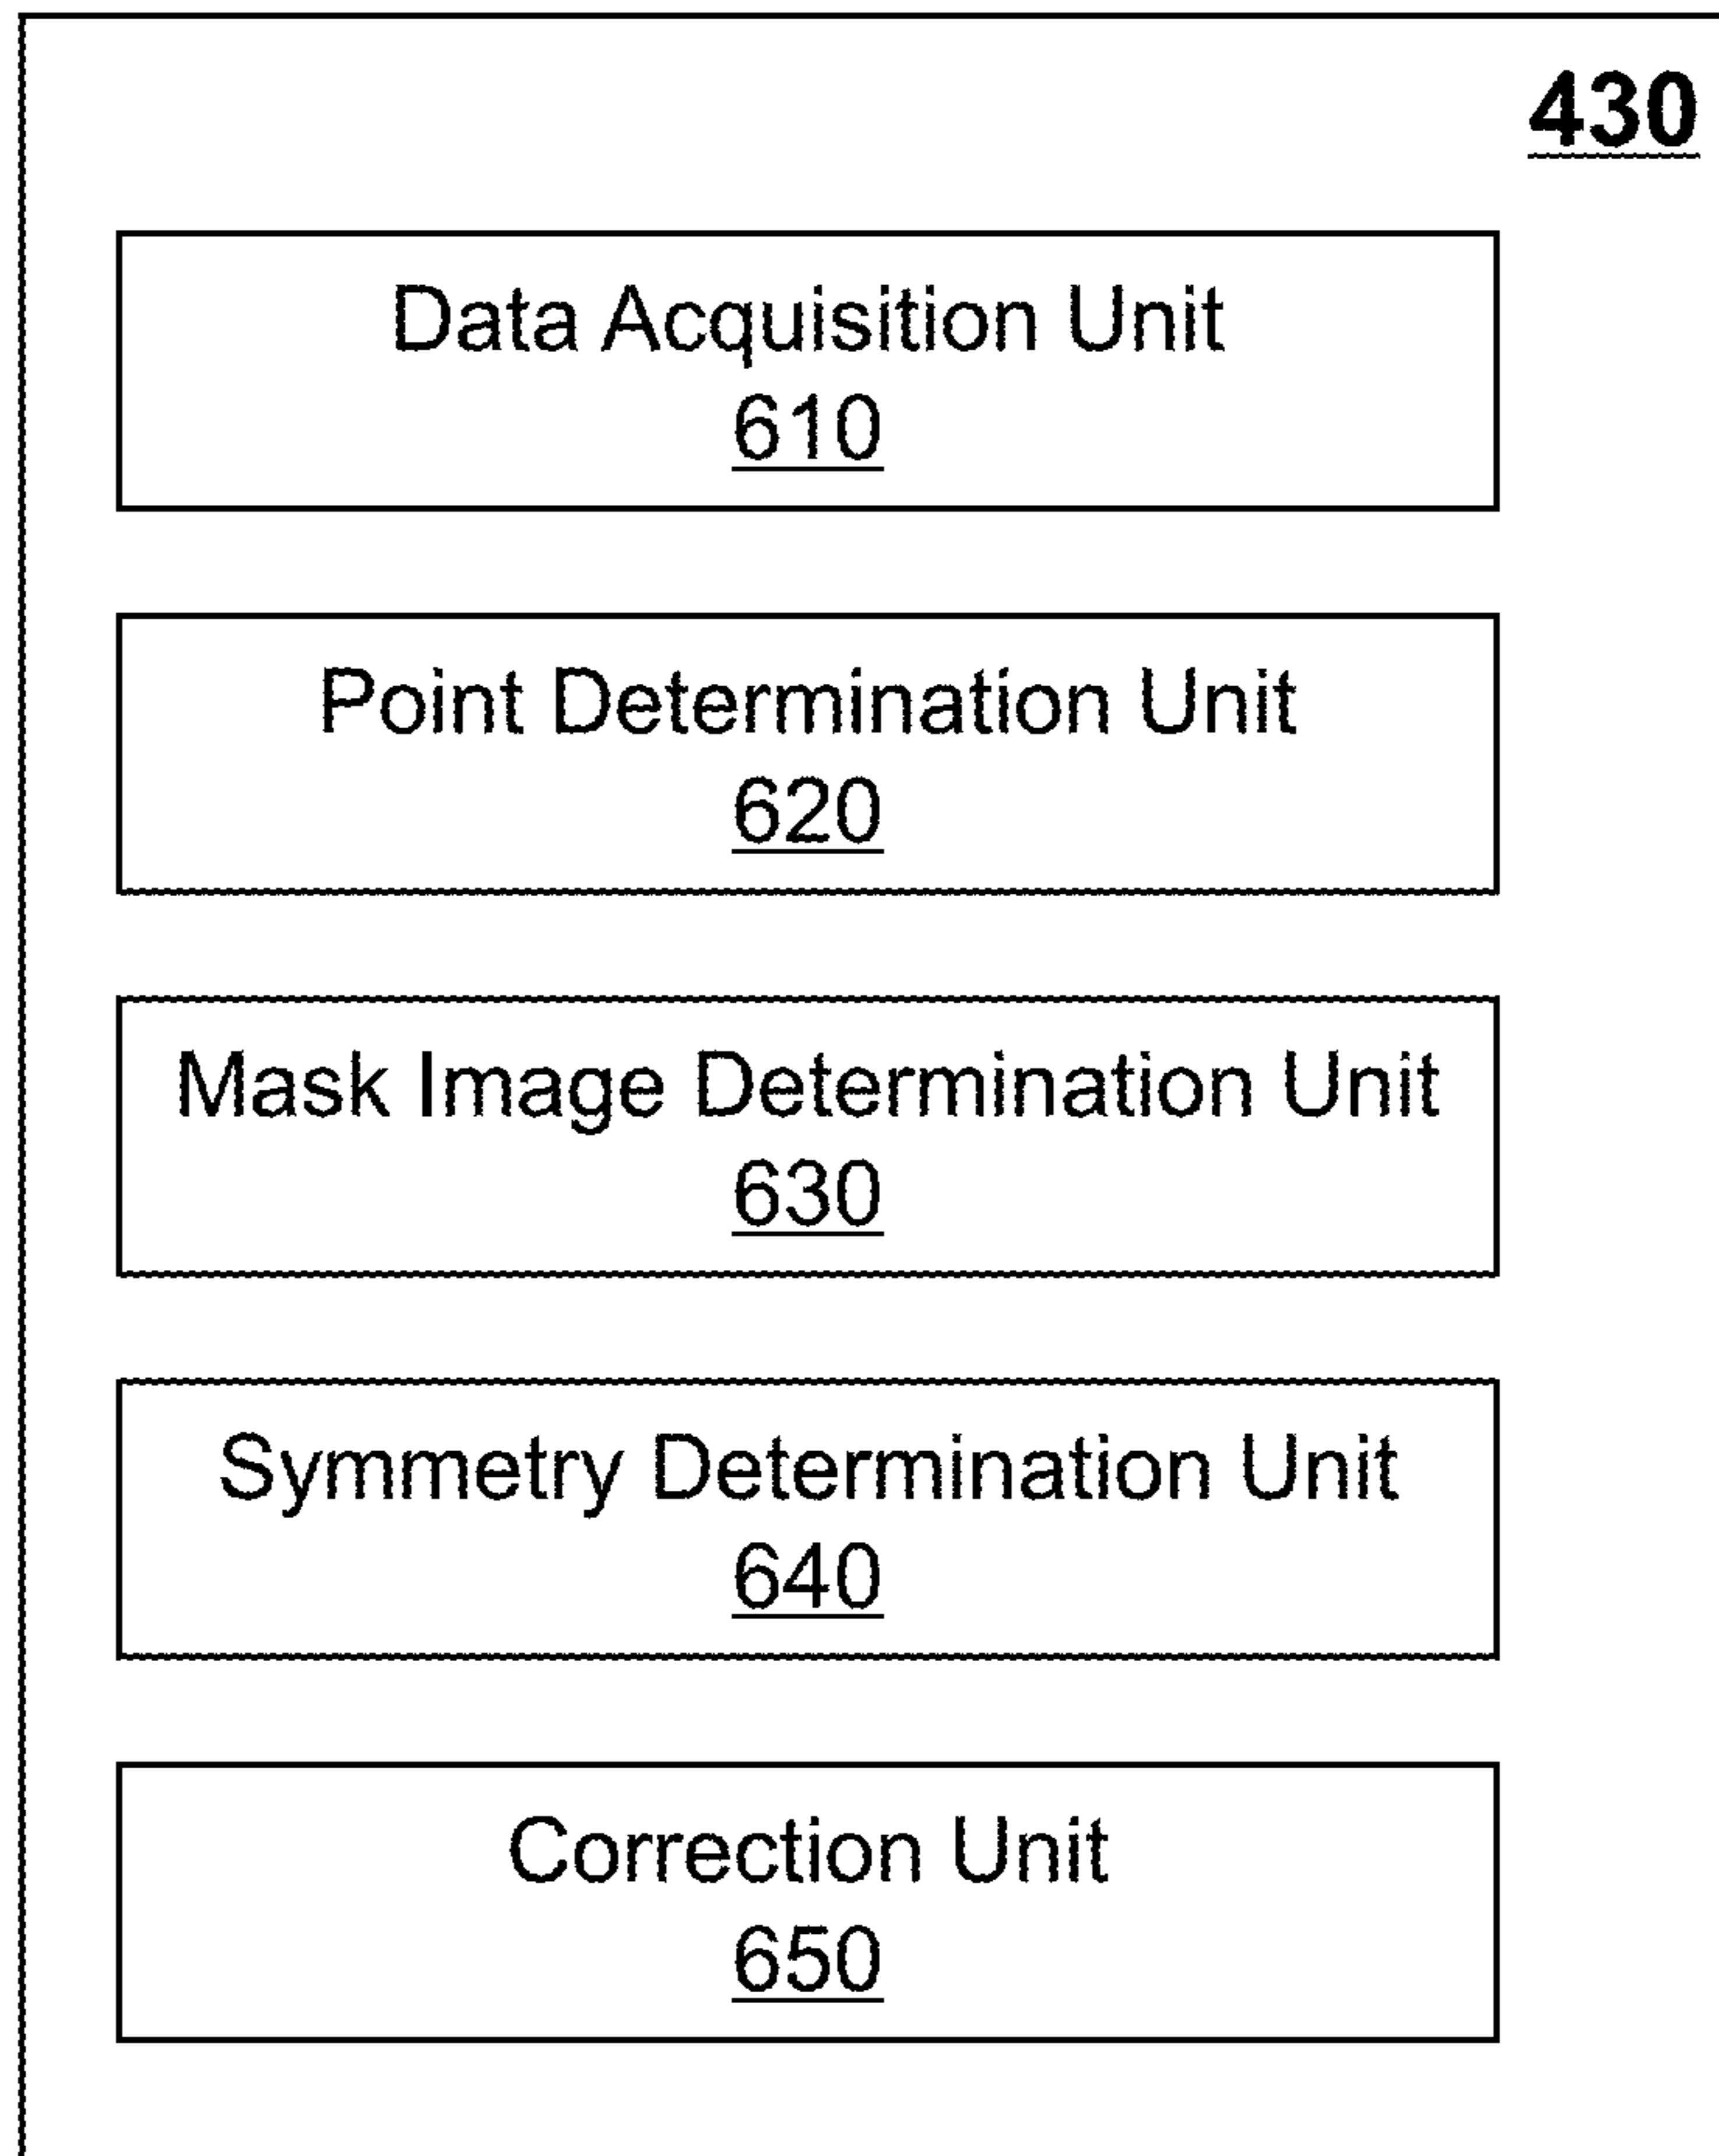 430
Data Acquisition Unit
610
Point Determination Unit
620
Mask Image Determination Unit
630
Symmetry Determination Unit
640
Correction Unit
650